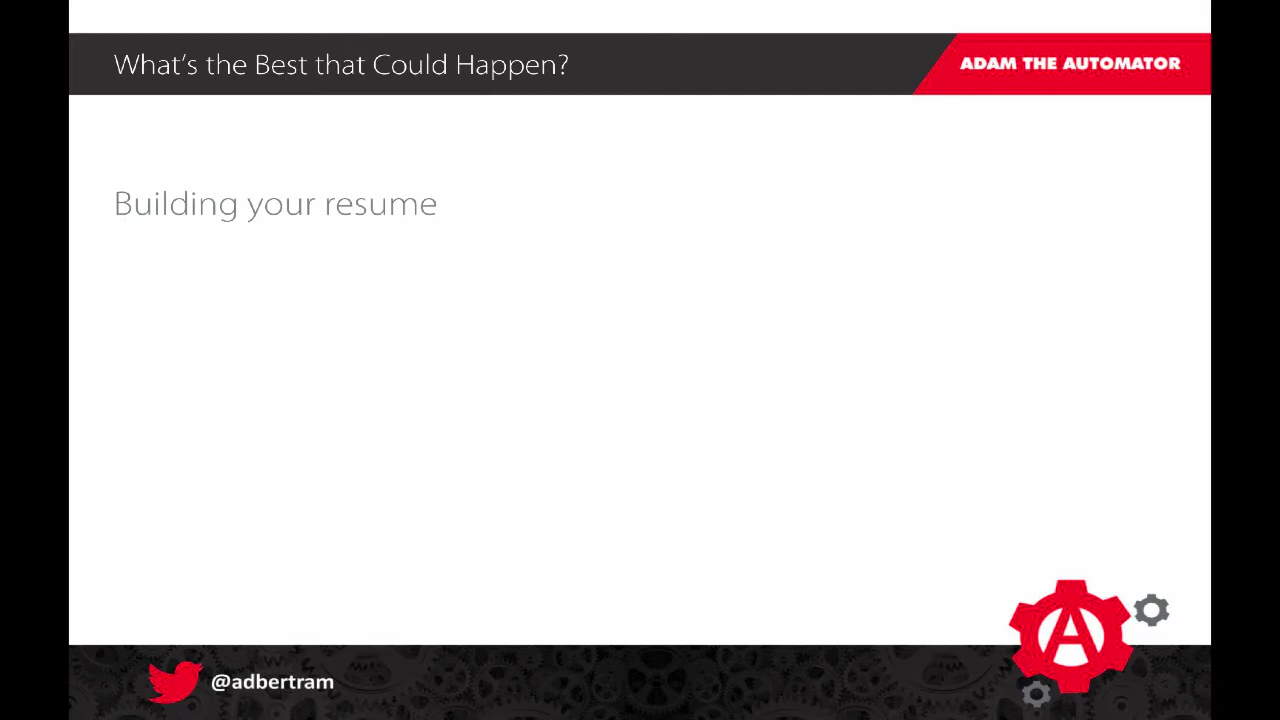 What's the Best that Could Happen?
ADAM THE AUTOMATOR
Building your resume
A
@adbertram